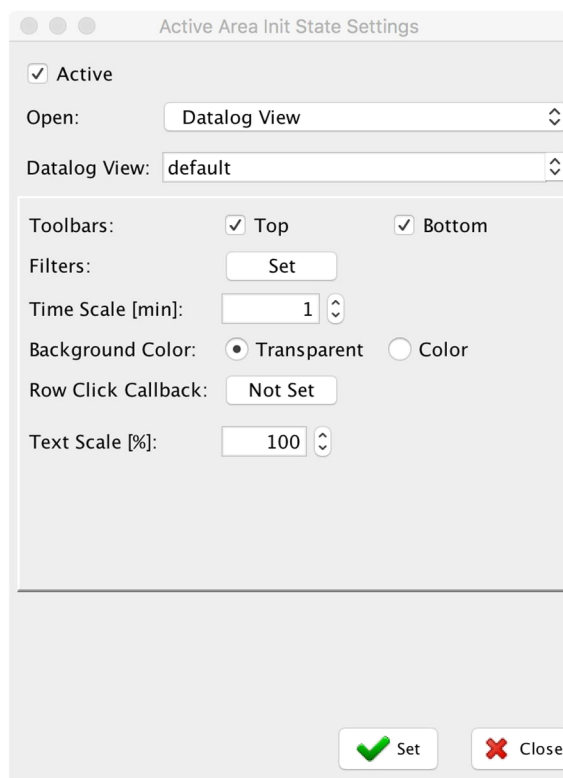 Active Area Init State Settings
Active
Open: Datalog View
Datalog View: default
Toolbars: Top Bottom
Filters: Set
Time Scale [min]: 1
Background Color: Transparent Color
Row Click Callback: Not Set
Text Scale [%]: 100
Set Close